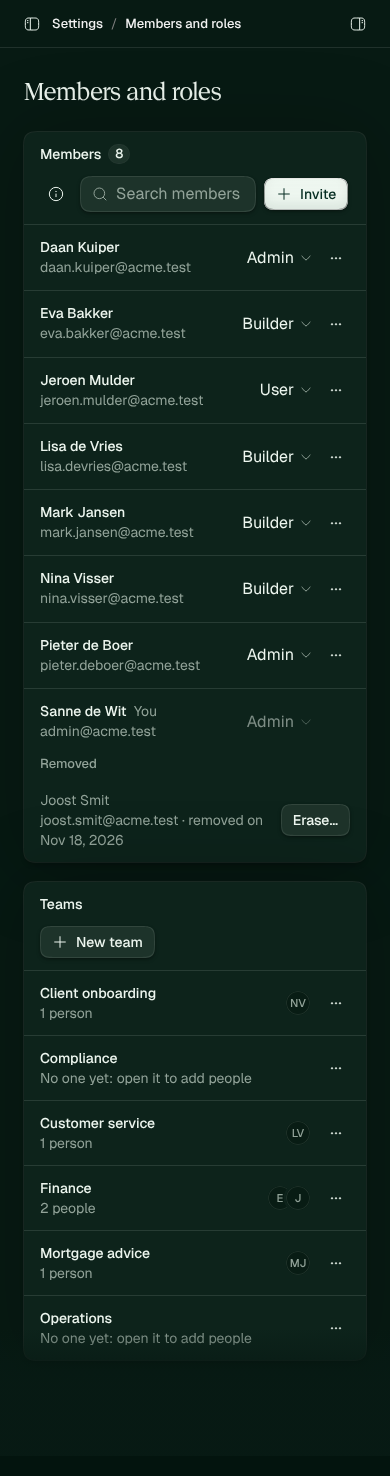 Settings / Members and roles
Members and roles
Members 8
Search members
Invite
Daan Kuiper
daan.kuiper@acme.test
Admin
Eva Bakker
eva.bakker@acme.test
Builder
Jeroen Mulder
jeroen.mulder@acme.test
User
Lisa de Vries
lisa.devries@acme.test
Builder
Mark Jansen
mark.jansen@acme.test
Builder
Nina Visser
nina.visser@acme.test
Builder
Pieter de Boer
pieter.deboer@acme.test
Admin
Sanne de Wit You
admin@acme.test
Admin
Removed
Joost Smit
joost.smit@acme.test · removed on
Nov 18, 2026
Erase...
Teams
New team
Client onboarding
1 person
NV
Compliance
No one yet: open it to add people
Customer service
1 person
LV
Finance
2 people
E J
Mortgage advice
1 person
MJ
Operations
No one yet: open it to add people